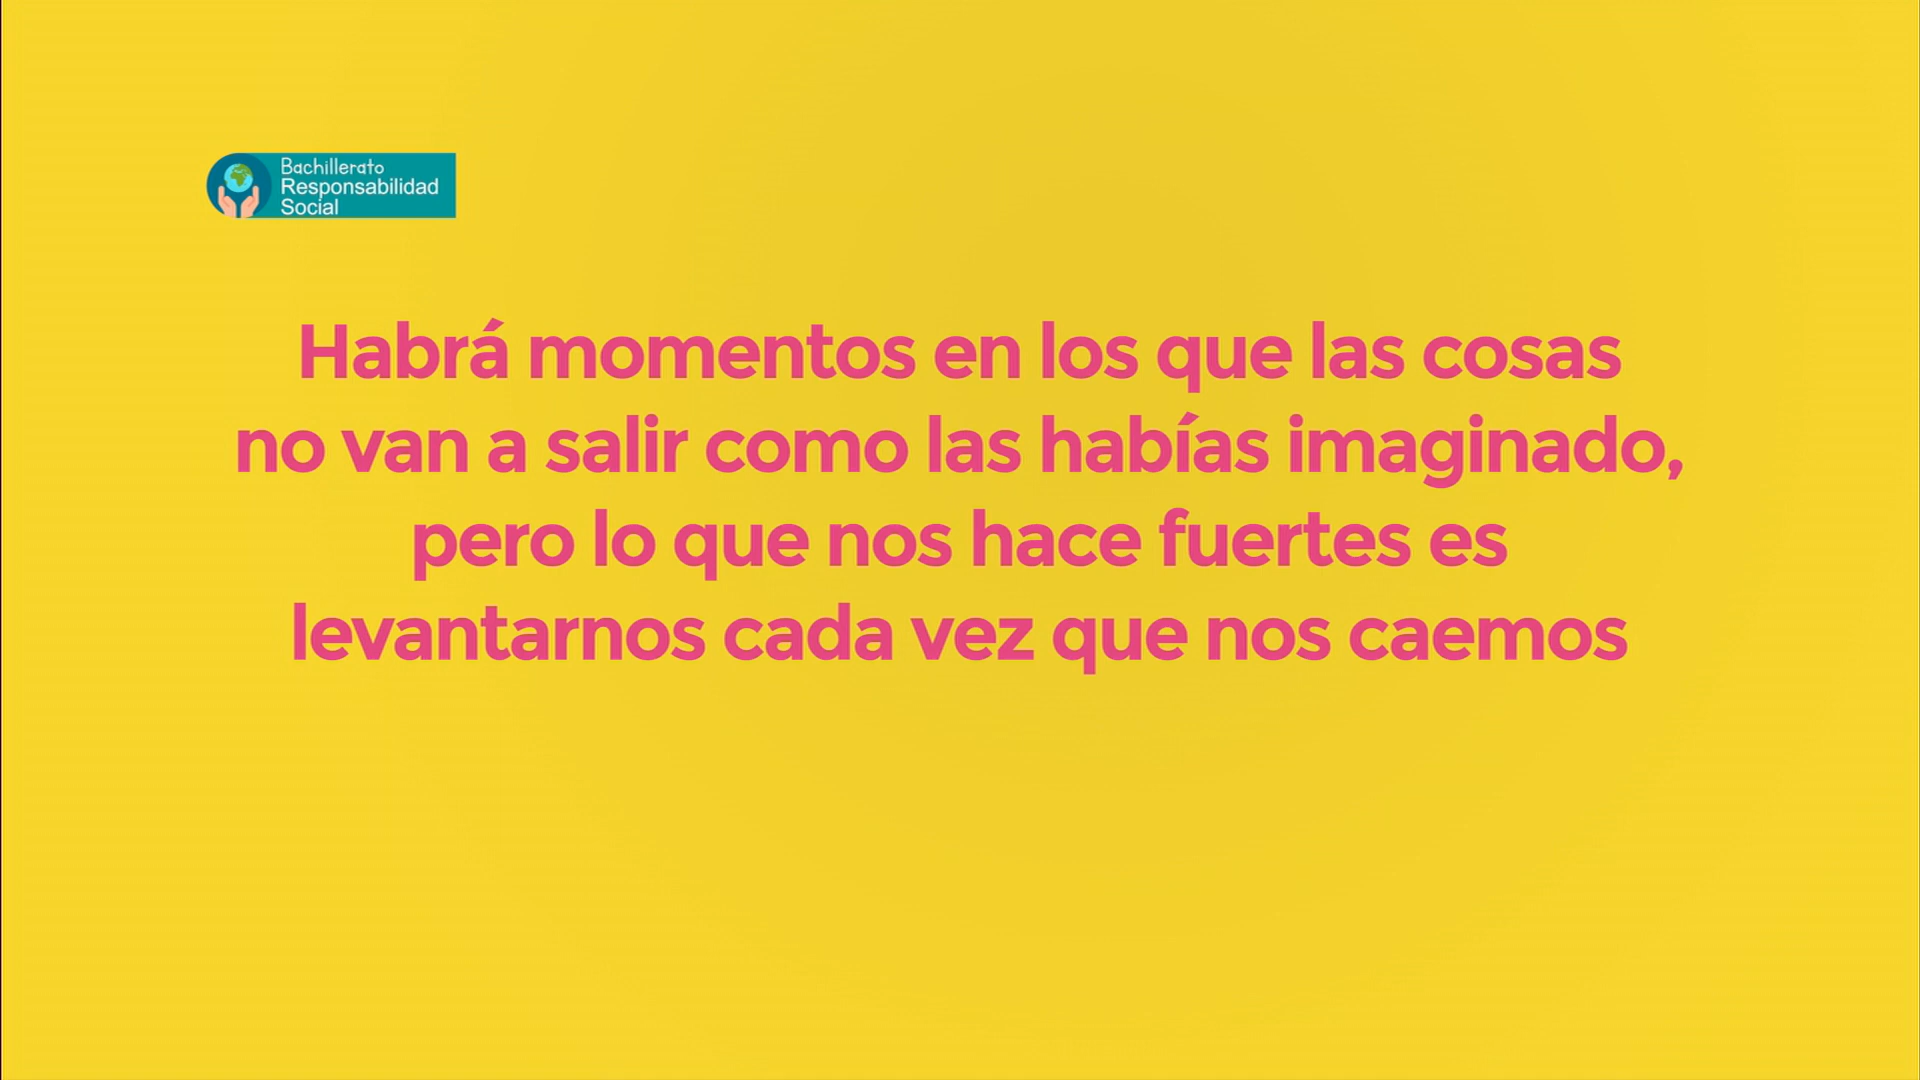 Bachillerato
Responsabilidad
Social
Habrá momentos en los que las cosas
no van a salir como las habías imaginado,
pero lo que nos hace fuertes es
levantarnos cada vez que nos caemos